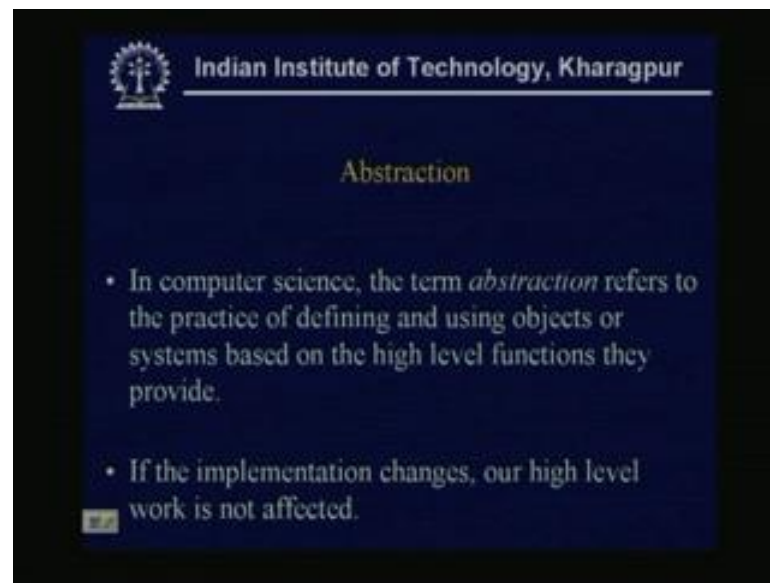 Indian Institute of Technology, Kharagpur
Abstraction
• In computer science, the term abstraction refers to
the practice of defining and using objects or
systems based on the high level functions they
provide.
• If the implementation changes, our high level
work is not affected.